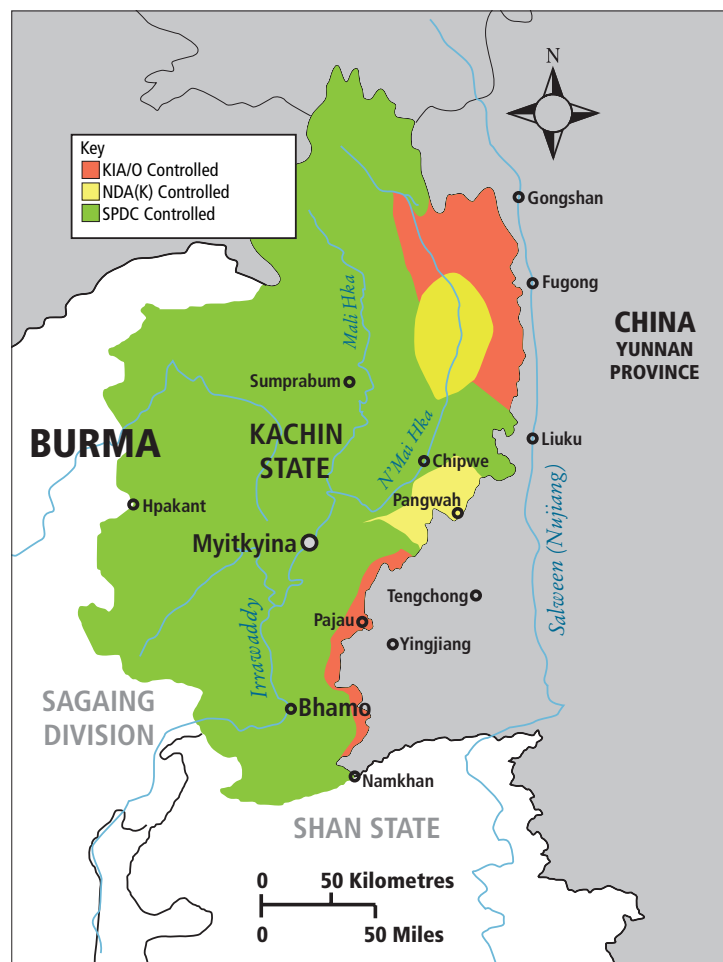 N
Key
KIA/O Controlled
NDA(K) Controlled
SPDC Controlled
Gongshan
Fugong
CHINA
YUNNAN
PROVINCE
Mali Hka
Sumprabum
BURMA
KACHIN
STATE
N'Mai Hka
Liuku
Chipwe
Hpakant
Pangwah
Myitkyina
Salween (Nujiang)
Tengchong
Pajau
Yingjiang
Irrawaddy
SAGAING
DIVISION
Bhamo
Namkhan
SHAN STATE
0 50 Kilometres
0 50 Miles